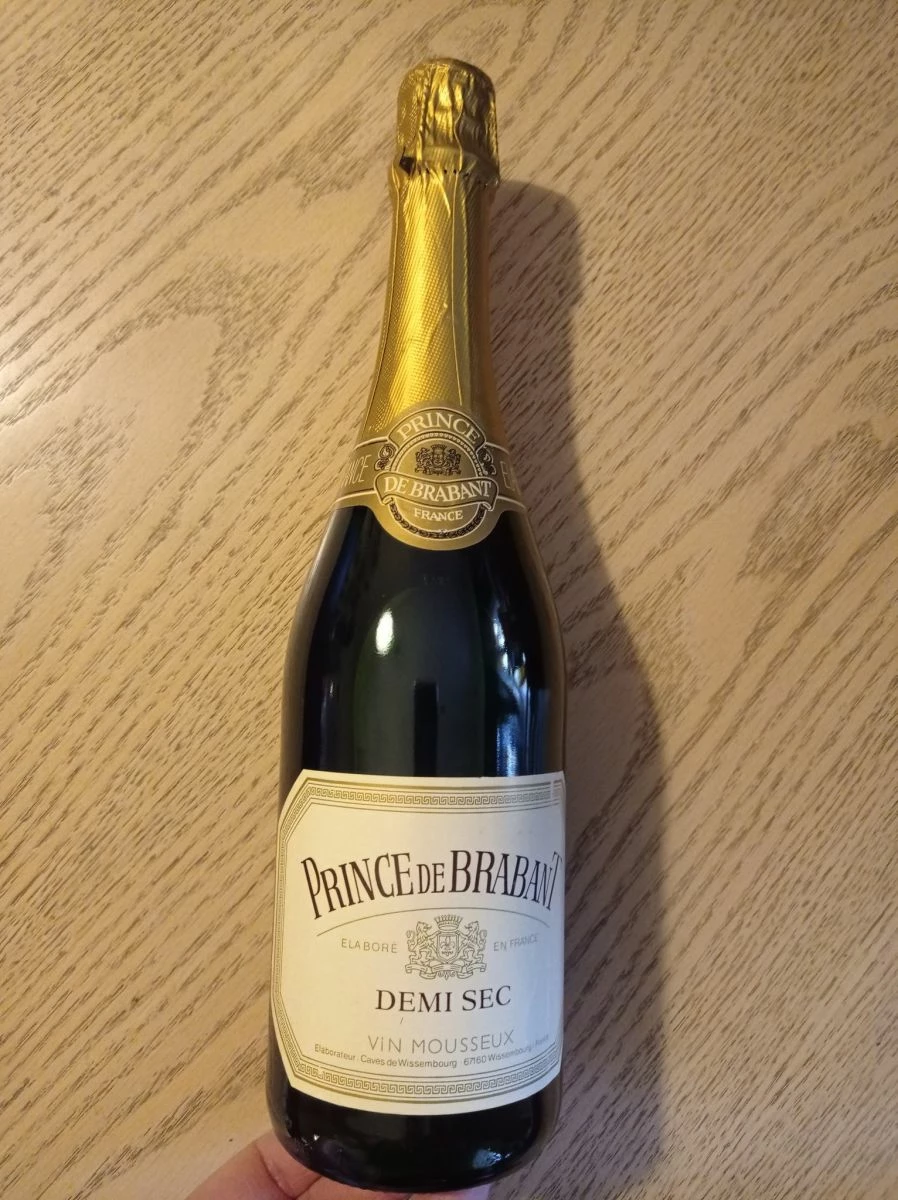 PRINCE
DE BRABANT
FRANCE
PRINCE DE BRABANT
ELABORÉ EN FRANCE
DEMI SEC
ViN MOUSSEUX
Elaborateur . Caves de Wissembourg . 67160 Wissembourg . France